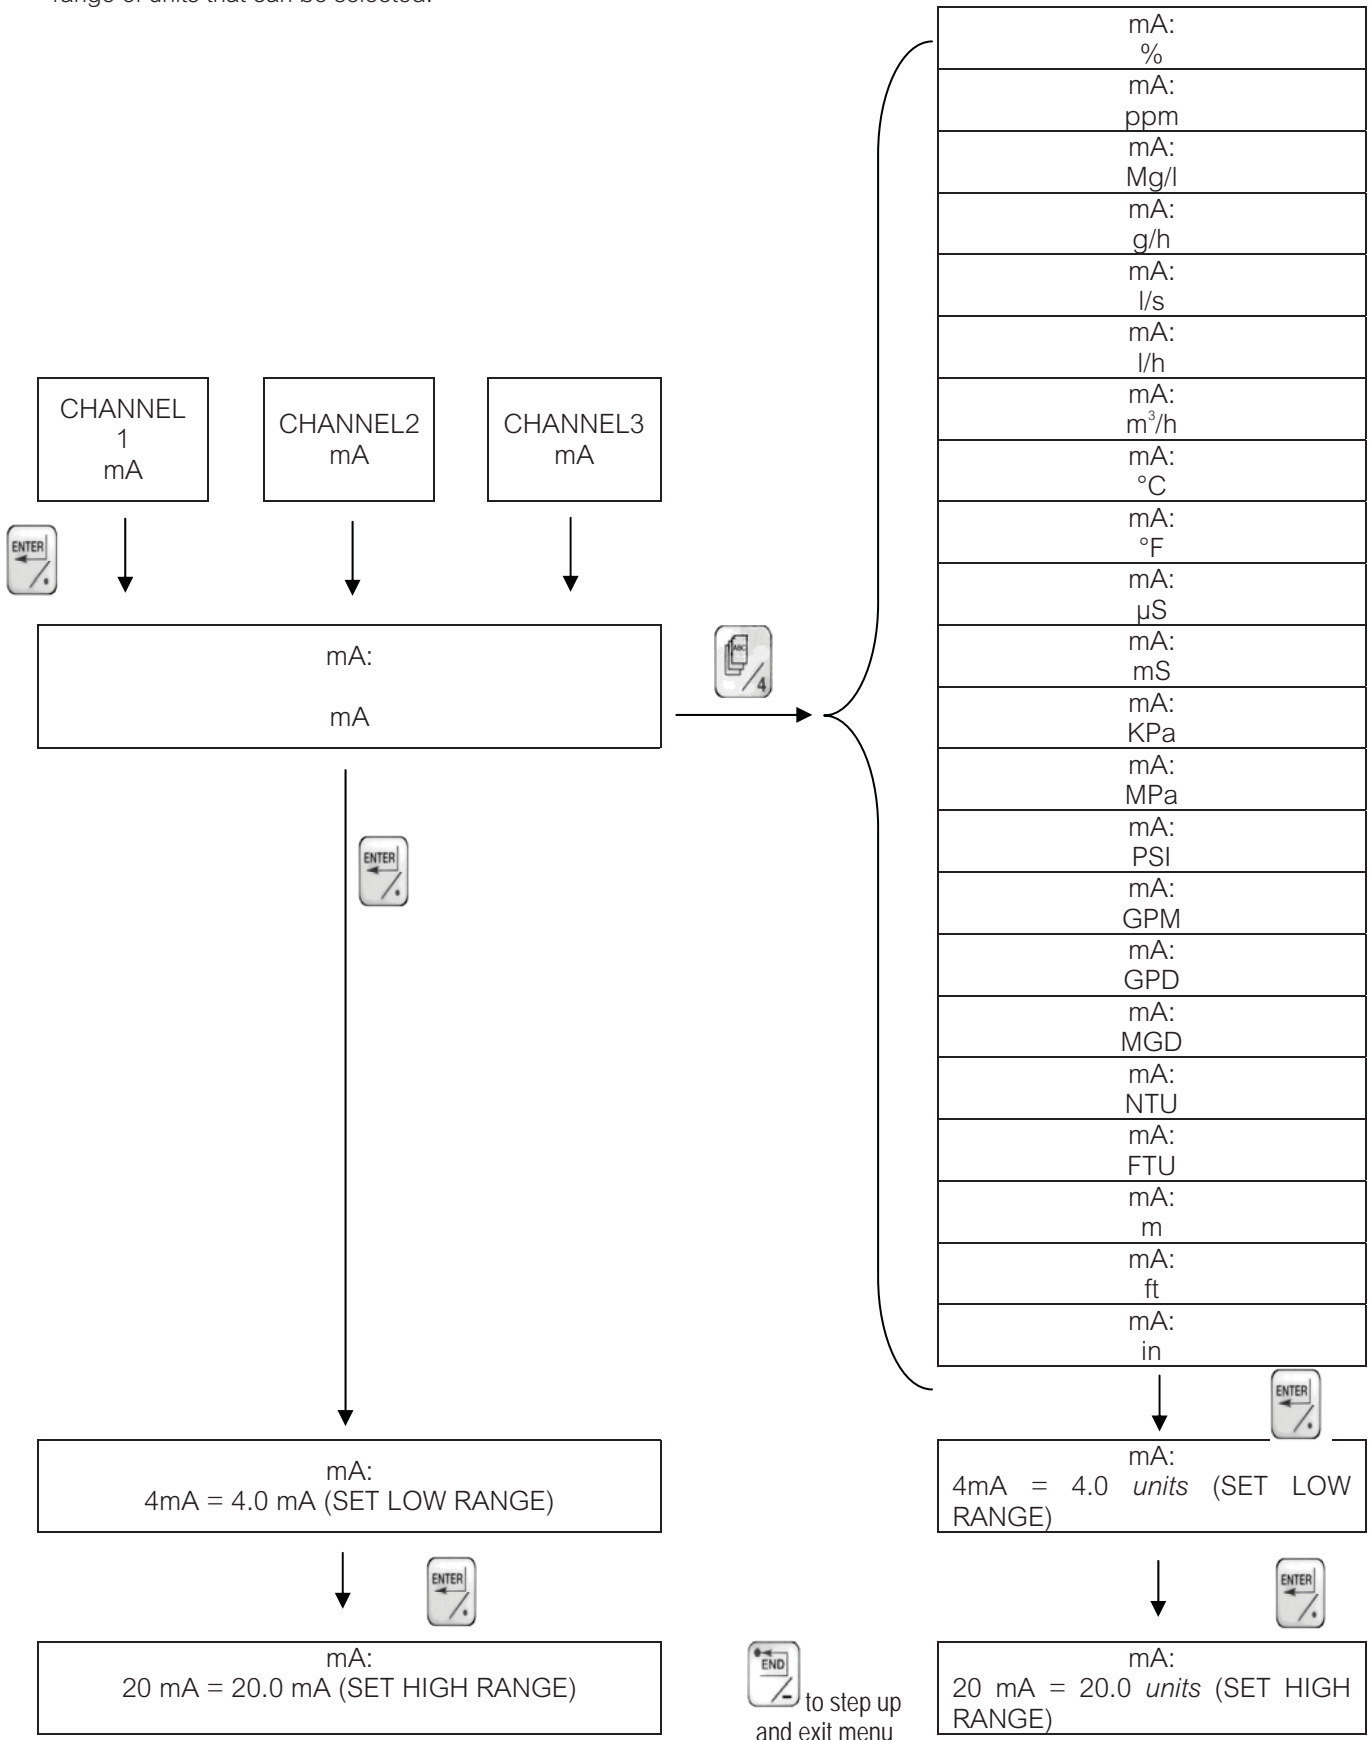 range of units that can be selected.
CHANNEL
1
mA
CHANNEL2
mA
CHANNEL3
mA
ENTER
mA:
mA
ABC
4
ENTER
mA:
4mA = 4.0 mA (SET LOW RANGE)
ENTER
mA:
20 mA = 20.0 mA (SET HIGH RANGE)
mA:
%
mA:
ppm
mA:
Mg/l
mA:
g/h
mA:
l/s
mA:
l/h
mA:
m³/h
mA:
°C
mA:
°F
mA:
µS
mA:
mS
mA:
KPa
mA:
MPa
mA:
PSI
mA:
GPM
mA:
GPD
mA:
MGD
mA:
NTU
mA:
FTU
mA:
m
mA:
ft
mA:
in
ENTER
mA:
4mA = 4.0 units (SET LOW
RANGE)
ENTER
mA:
20 mA = 20.0 units (SET HIGH
RANGE)
END
to step up
and exit menu